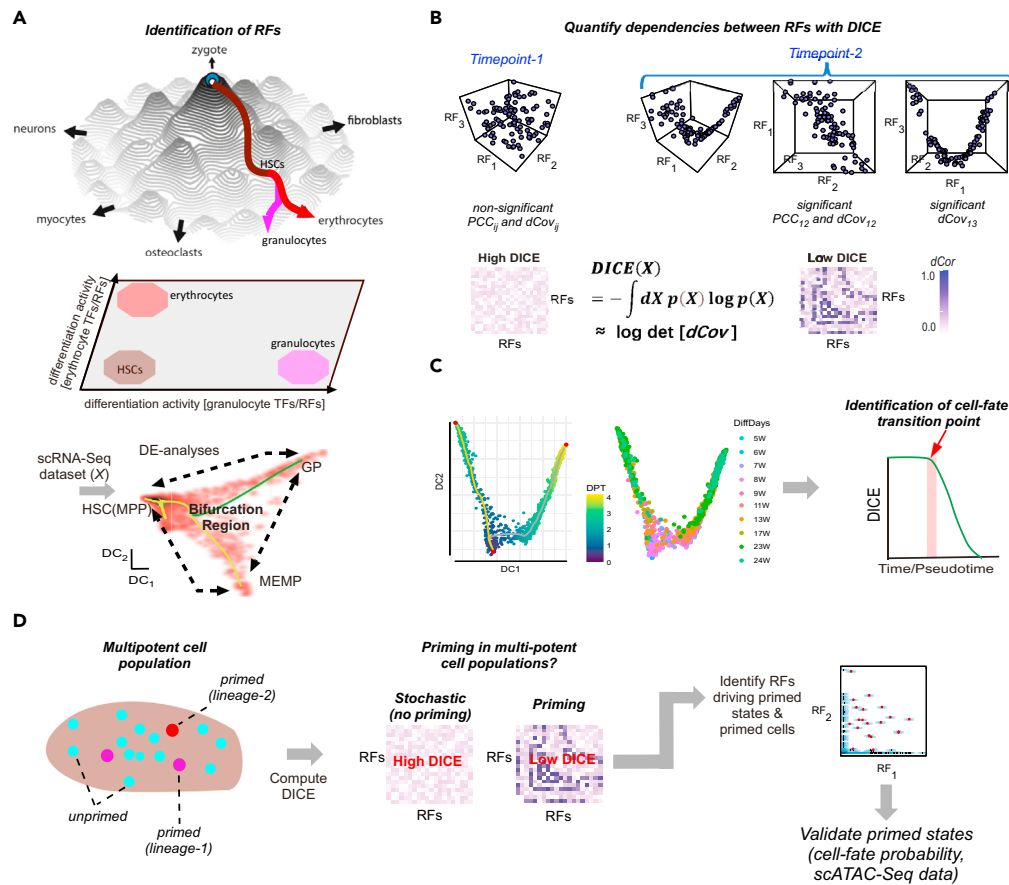 A
Identification of RFs
zygote
neurons
fibroblasts
HSCs
myocytes
erythrocytes
granulocytes
osteoclasts
differentiation activity
[erythrocyte TFs/RFs]
erythrocytes
granulocytes
HSCs
differentiation activity [granulocyte TFs/RFs]
scRNA-Seq
dataset (X)
DE-analyses
GP
HSC(MPP)
Bifurcation
Region
DC2
DC1
MEMP
B
Quantify dependencies between RFs with DICE
Timepoint-1
Timepoint-2
RF3
RF1
RF2
RF3
RF1
RF2
RF1
RF3
RF2
RF3
RF2
RF1
non-significant
PCCij and dCovij
significant
PCC12 and dCov12
significant
dCov13
High DICE
RFs
RFs
DICE(X)
= − ∫ dX p(X) log p(X)
≈ log det [dCov]
Low DICE
RFs
RFs
dCor
1.0
0.0
C
DC2
DC1
DPT
4
3
2
1
0
DiffDays
5W
6W
7W
8W
9W
11W
13W
17W
23W
24W
Identification of cell-fate
transition point
DICE
Time/Pseudotime
D
Multipotent cell
population
primed
(lineage-2)
unprimed
primed
(lineage-1)
Compute
DICE
Priming in multi-potent
cell populations?
Stochastic
(no priming)
Priming
RFs
High DICE
RFs
RFs
Low DICE
RFs
Identify RFs
driving primed
states &
primed cells
RF2
RF1
Validate primed states
(cell-fate probability,
scATAC-Seq data)